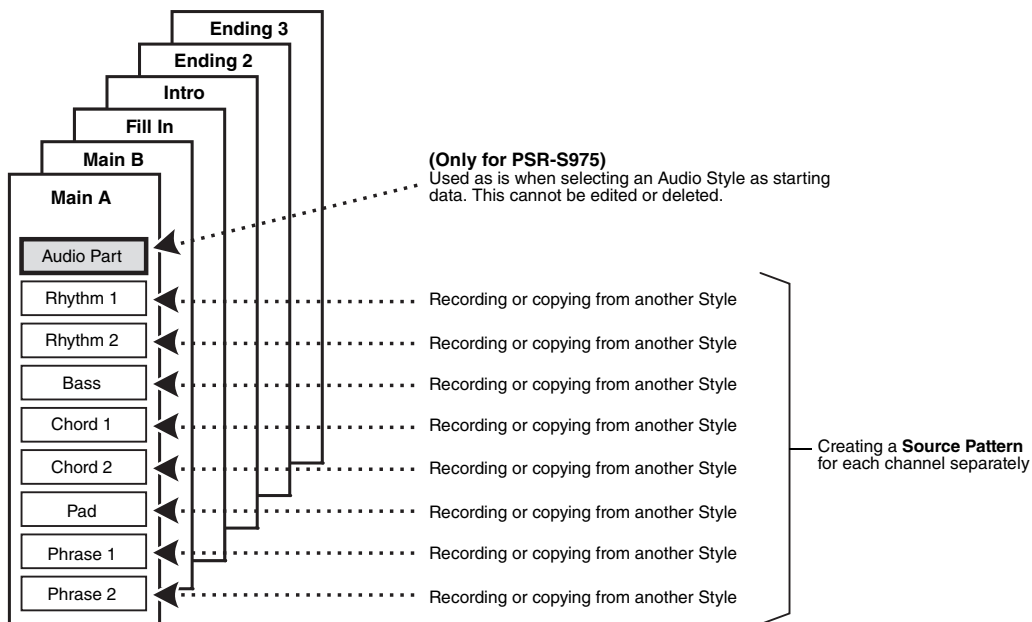 Ending 3
Ending 2
Intro
Fill In
Main B
Main A
(Only for PSR-S975)
Used as is when selecting an Audio Style as starting
data. This cannot be edited or deleted.
Audio Part
Rhythm 1
Recording or copying from another Style
Rhythm 2
Recording or copying from another Style
Bass
Recording or copying from another Style
Chord 1
Recording or copying from another Style
Chord 2
Recording or copying from another Style
Pad
Recording or copying from another Style
Phrase 1
Recording or copying from another Style
Phrase 2
Recording or copying from another Style
Creating a Source Pattern
for each channel separately